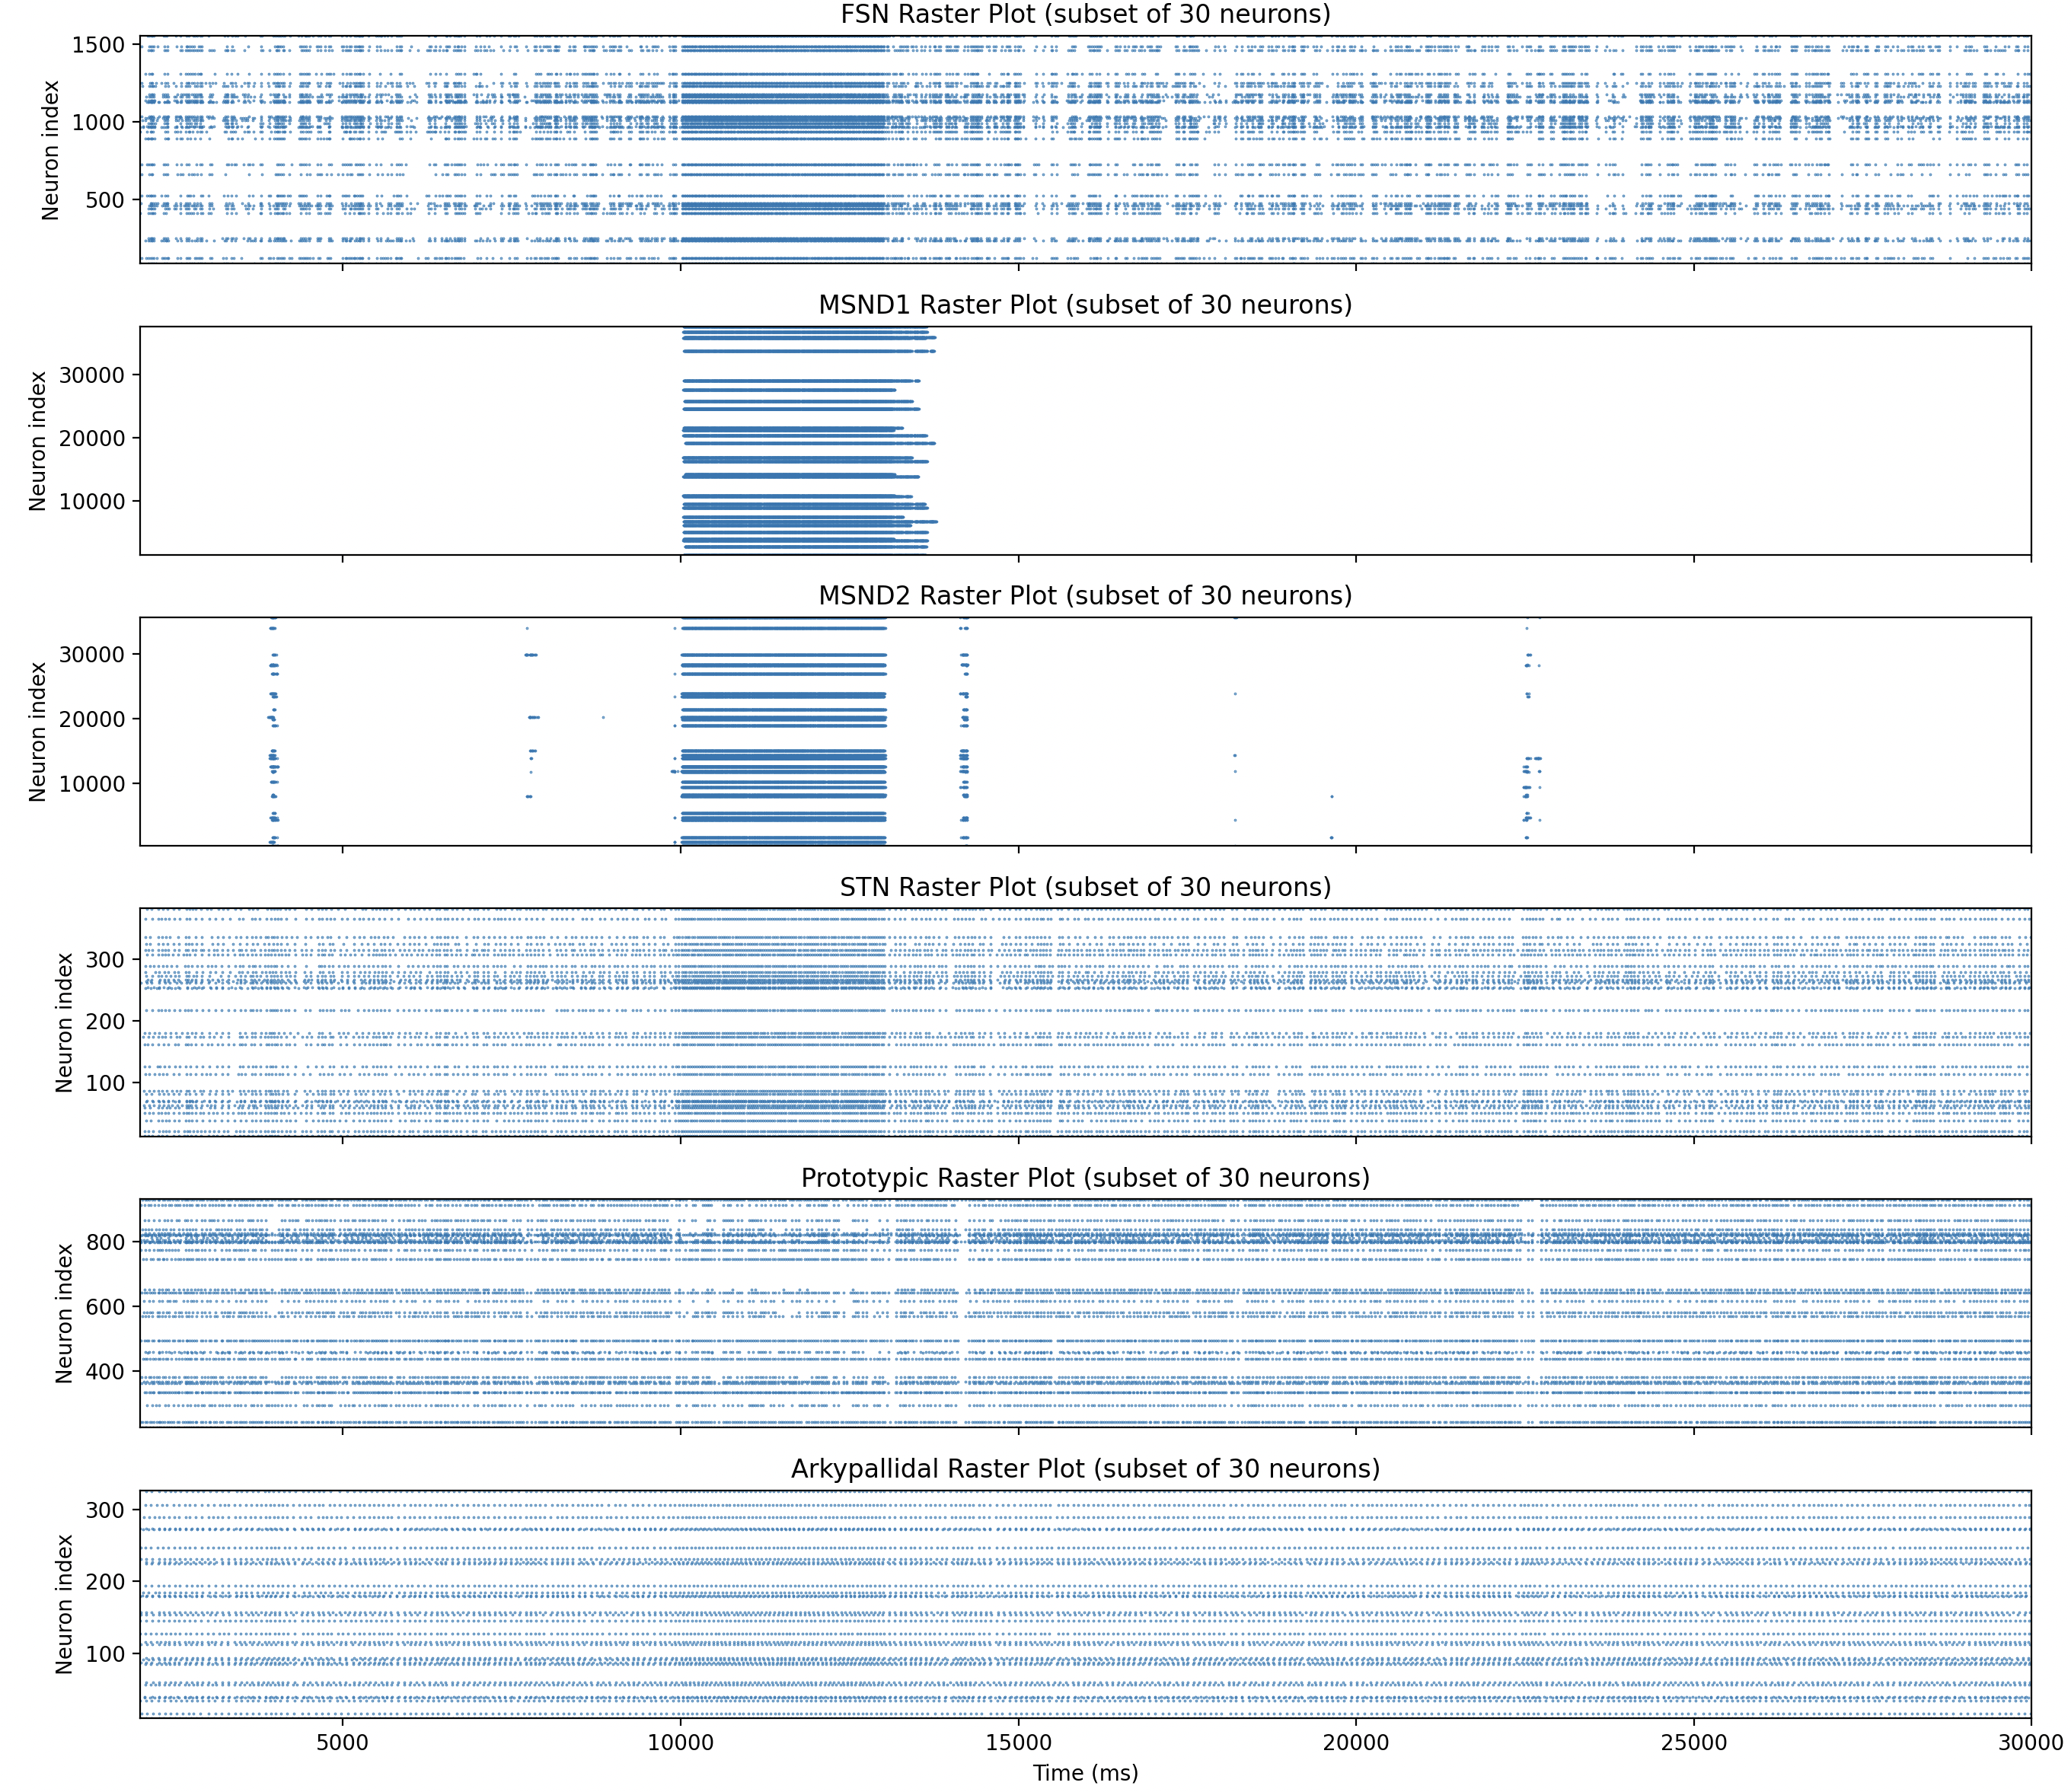 FSN Raster Plot (subset of 30 neurons)
Neuron index
1500
1000
500
MSND1 Raster Plot (subset of 30 neurons)
Neuron index
30000
20000
10000
MSND2 Raster Plot (subset of 30 neurons)
Neuron index
30000
20000
10000
STN Raster Plot (subset of 30 neurons)
Neuron index
300
200
100
Prototypic Raster Plot (subset of 30 neurons)
Neuron index
800
600
400
Arkypallidal Raster Plot (subset of 30 neurons)
Neuron index
300
200
100
5000 10000 15000 20000 25000 30000
Time (ms)